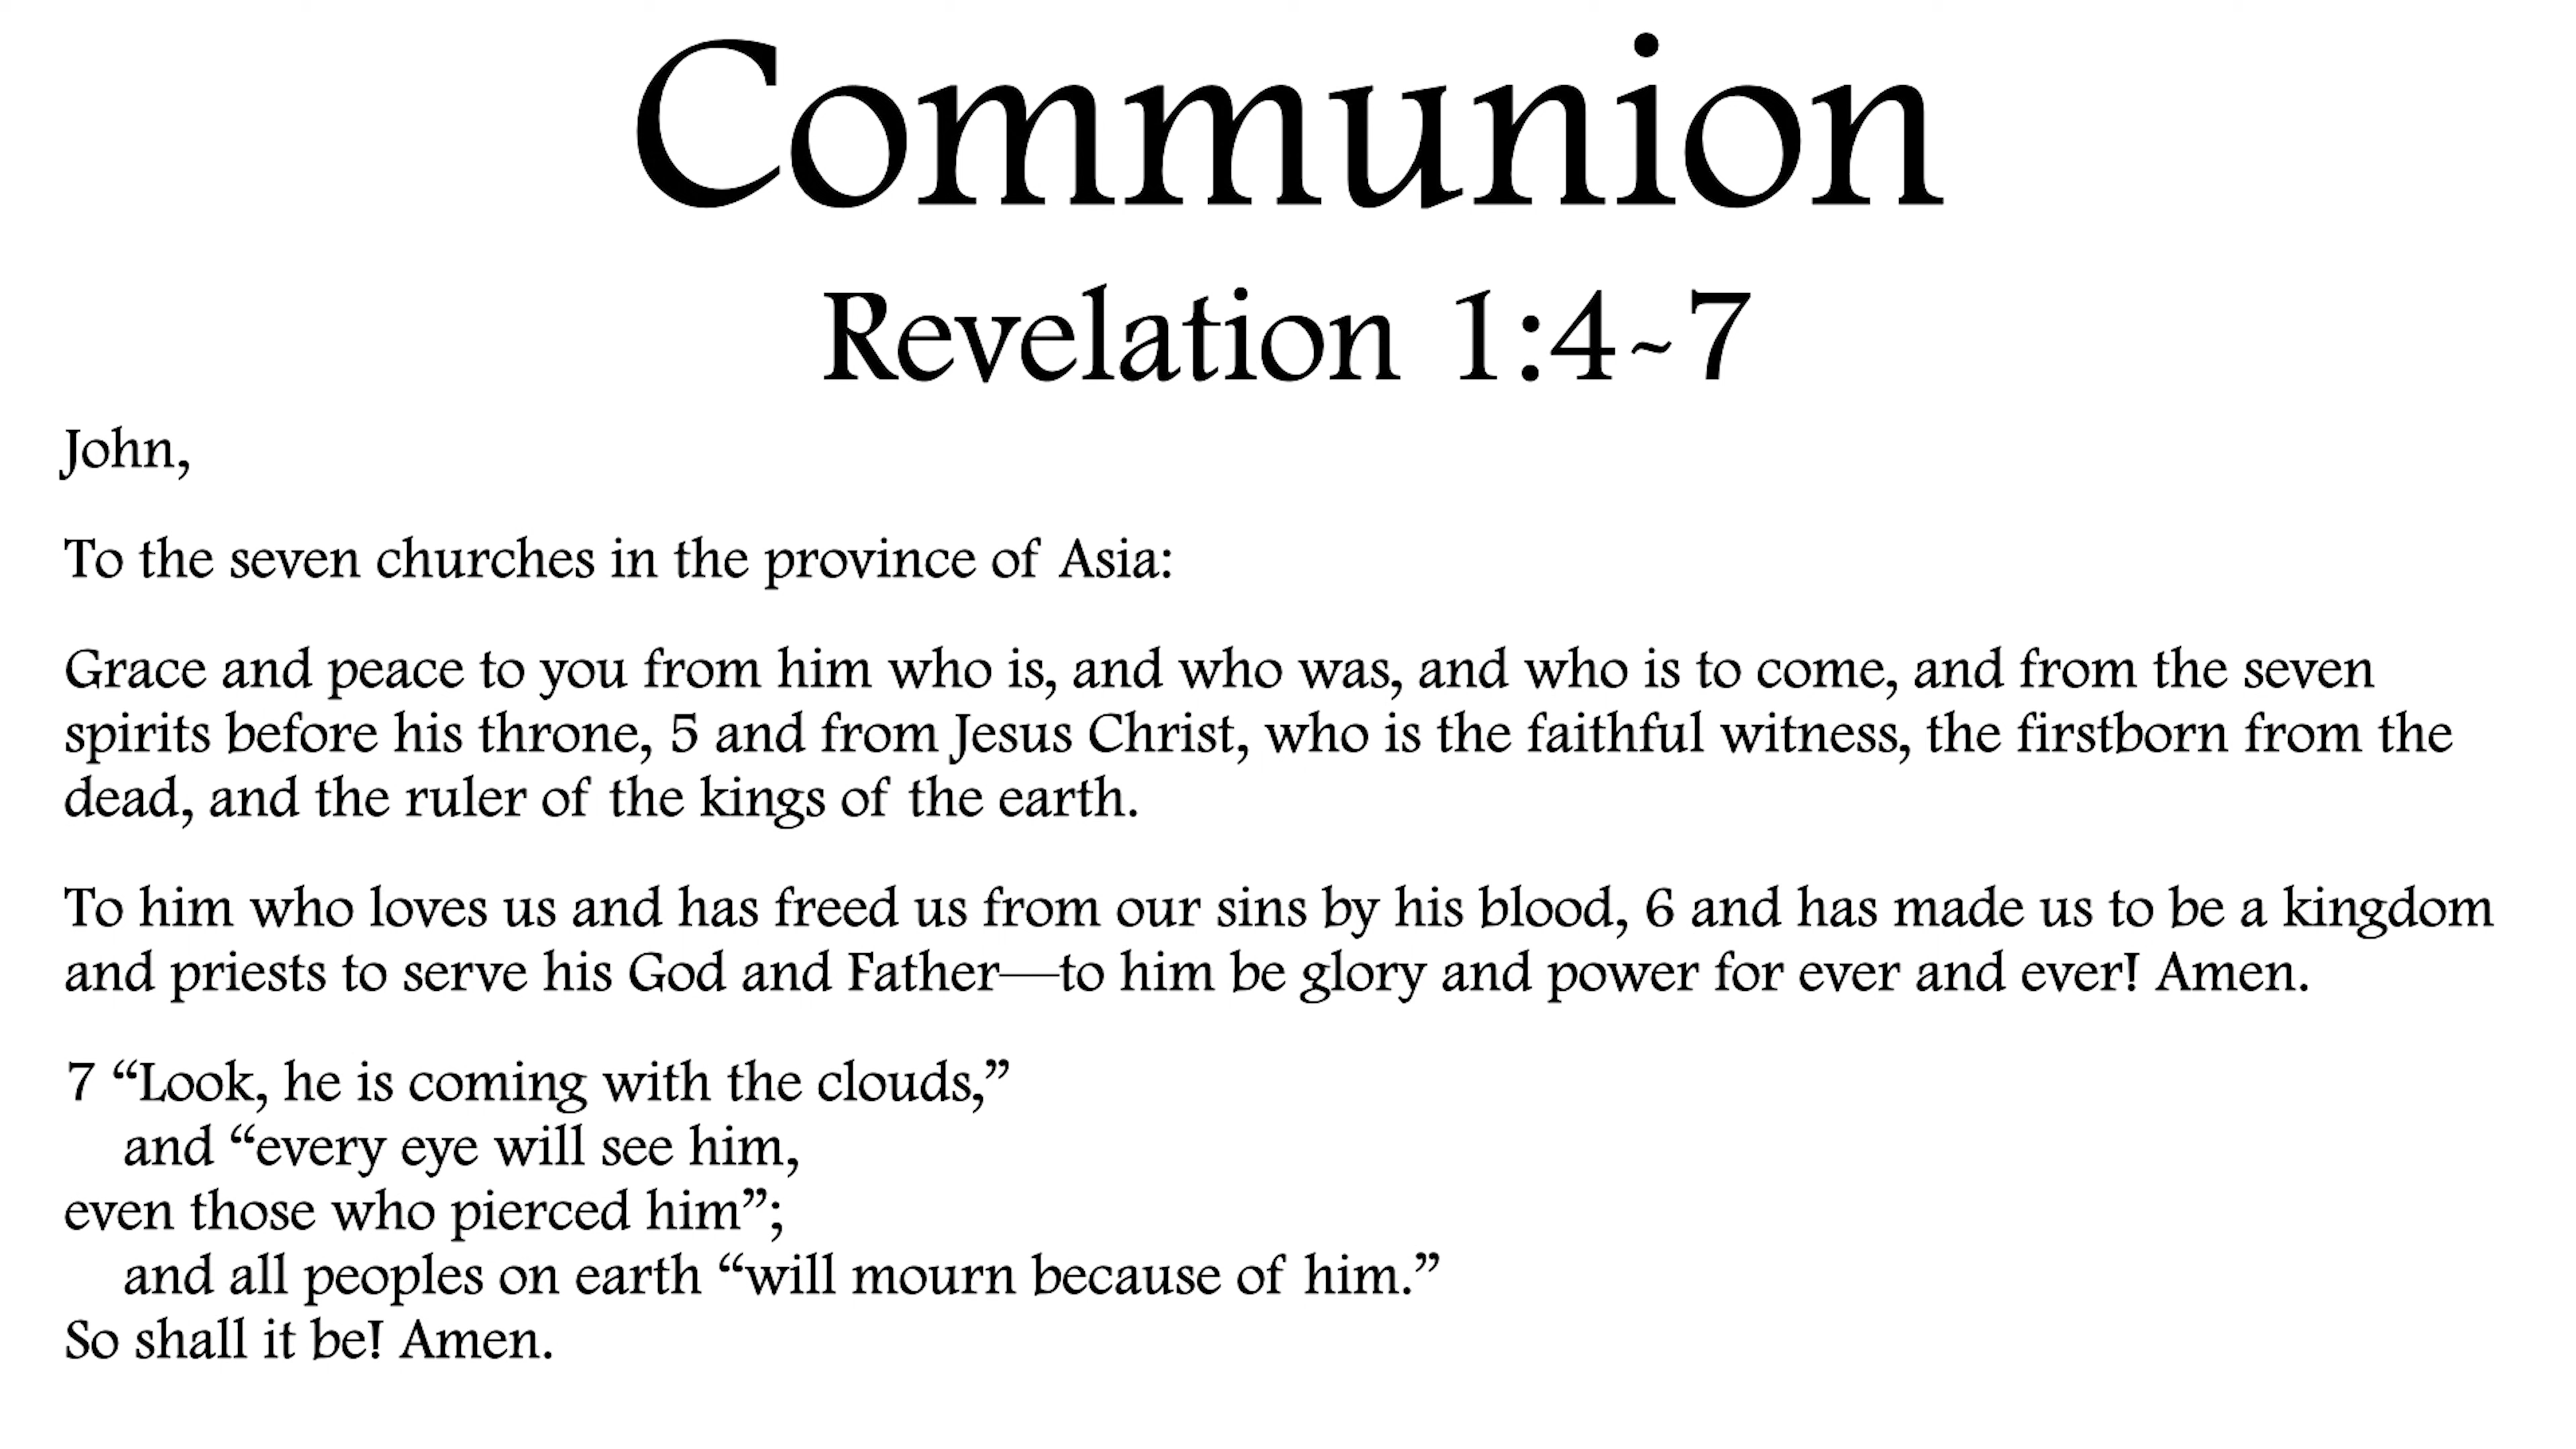 Communion
Revelation 1:4~7
John,
To the seven churches in the province of Asia:
Grace and peace to you from him who is, and who was, and who is to come, and from the seven
spirits before his throne, 5 and from Jesus Christ, who is the faithful witness, the firstborn from the
dead, and the ruler of the kings of the earth.
To him who loves us and has freed us from our sins by his blood, 6 and has made us to be a kingdom
and priests to serve his God and Father—to him be glory and power for ever and ever! Amen.
7 “Look, he is coming with the clouds,”
and “every eye will see him,
even those who pierced him”;
and all peoples on earth “will mourn because of him.”
So shall it be! Amen.